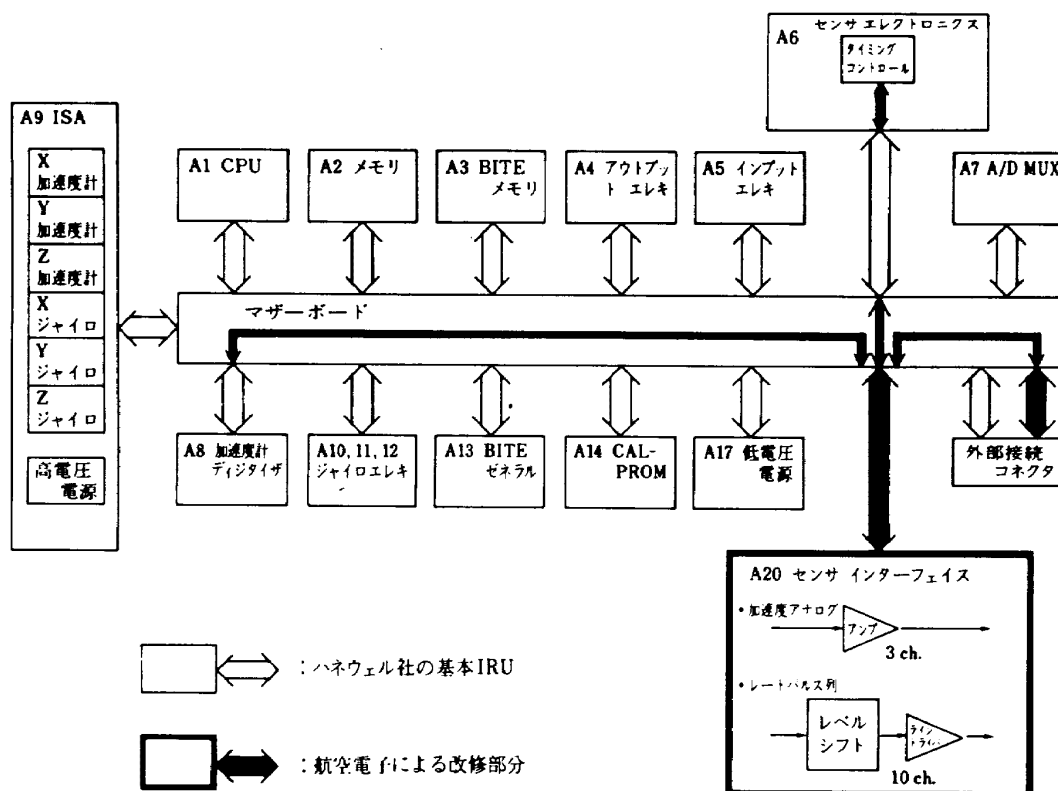 A6 センサ エレクトロニクス
タイミング
コントロール
A9 ISA
X
加速度計
Y
加速度計
Z
加速度計
X
ジャイロ
Y
ジャイロ
Z
ジャイロ
高電圧
電源
A1 CPU
A2 メモリ
A3 BITE
メモリ
A4 アウトプッ
ト エレキ
A5 インプット
エレキ
A7 A/D MUX
マザーボード
A8 加速度計
ディジタイザ
A10, 11, 12
ジャイロエレキ
A13 BITE
ゼネラル
A14 CAL-
PROM
A17 低電圧
電源
外部接続
コネクタ
A20 センサ インターフェイス
・加速度アナログ
アンプ
3 ch.
・レートパルス列
レベル
シフト
ライン
ドライバ
10 ch.
：ハネウェル社の基本IRU
：航空電子による改修部分